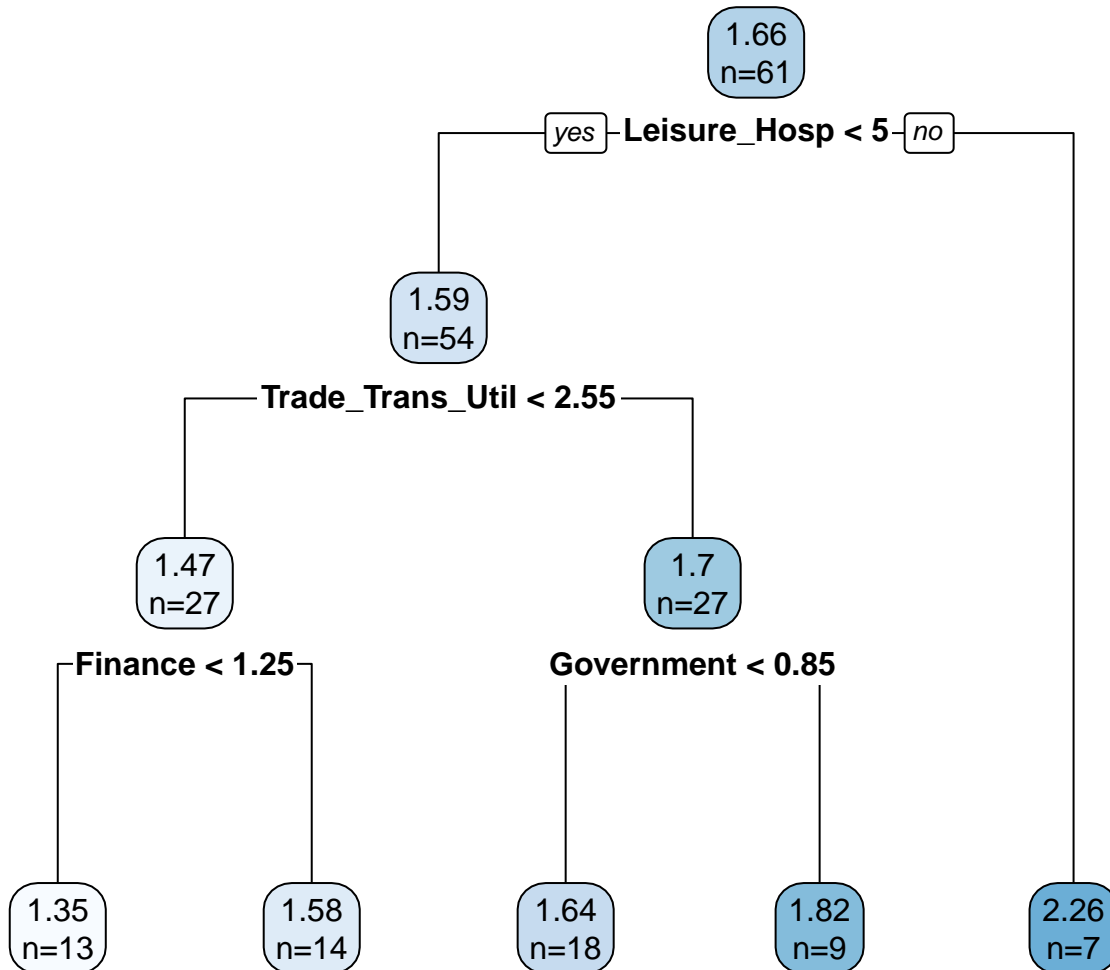 1.66
n=61
yes Leisure_Hosp < 5 no
1.59
n=54
Trade_Trans_Util < 2.55
1.47
n=27
1.7
n=27
Finance < 1.25
Government < 0.85
1.35
n=13
1.58
n=14
1.64
n=18
1.82
n=9
2.26
n=7